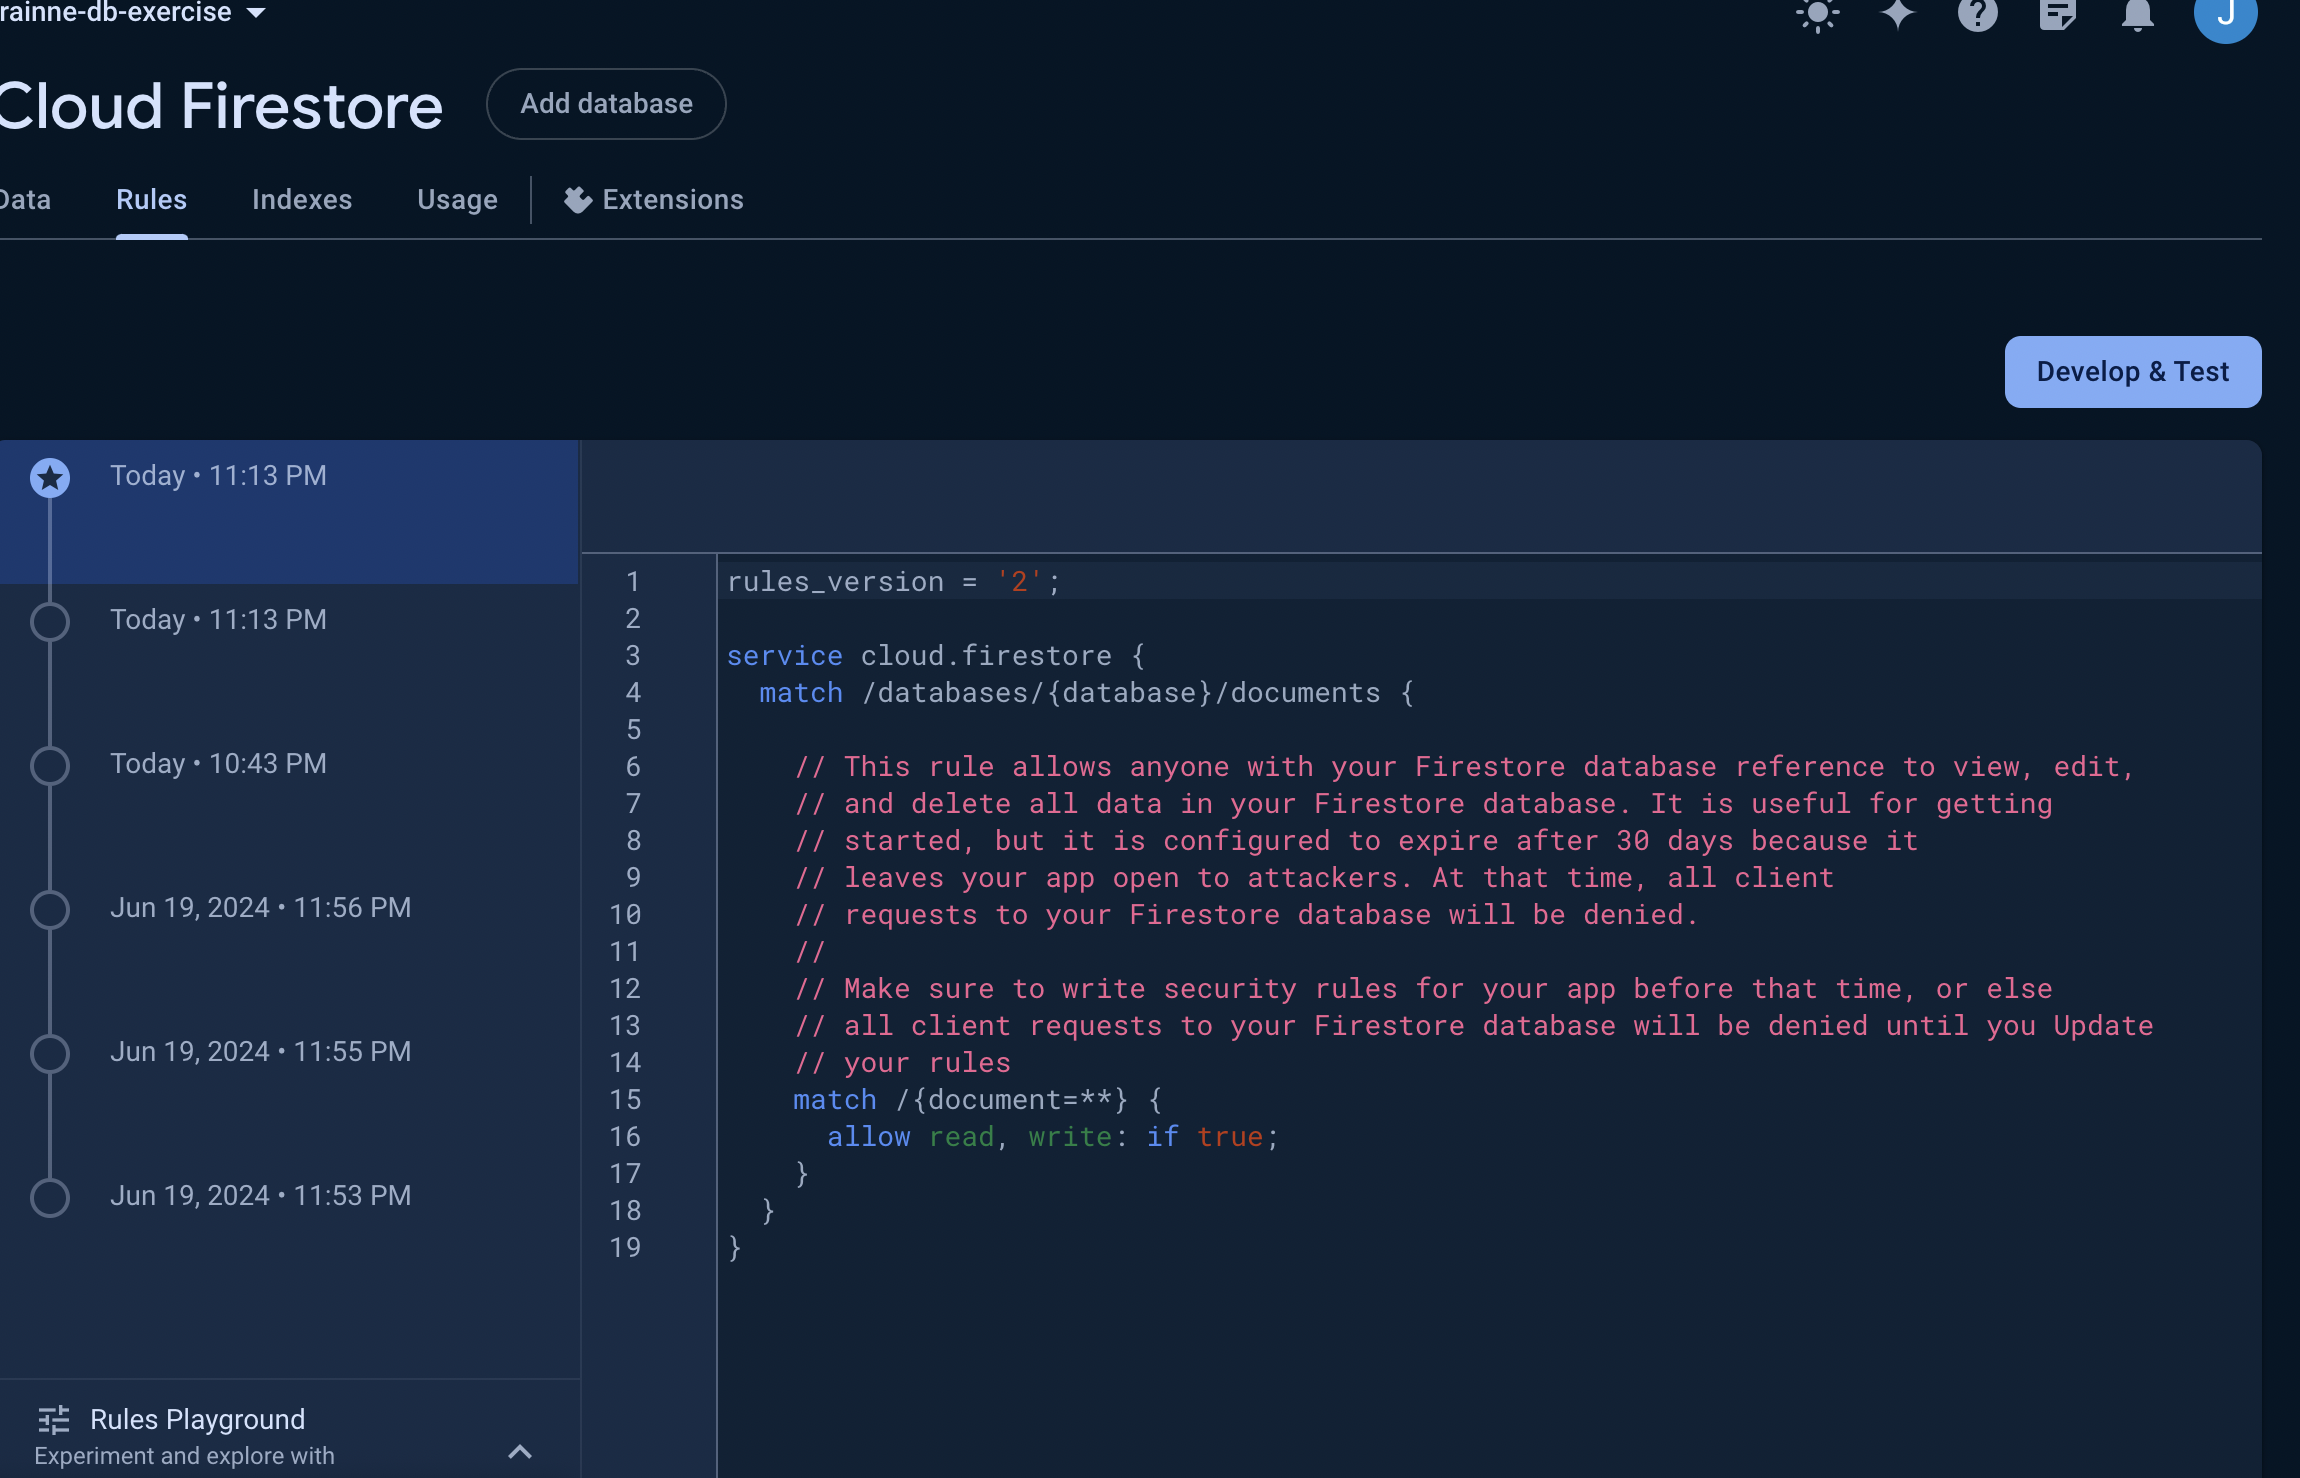 rainne-db-exercise
J
Cloud Firestore
Add database
Data
Rules
Indexes
Usage
Extensions
Develop & Test
Today • 11:13 PM
Today • 11:13 PM
Today • 10:43 PM
Jun 19, 2024 • 11:56 PM
Jun 19, 2024 • 11:55 PM
Jun 19, 2024 • 11:53 PM
Rules Playground
Experiment and explore with
1 rules_version = '2';
2
3 service cloud.firestore {
4   match /databases/{database}/documents {
5
6     // This rule allows anyone with your Firestore database reference to view, edit,
7     // and delete all data in your Firestore database. It is useful for getting
8     // started, but it is configured to expire after 30 days because it
9     // leaves your app open to attackers. At that time, all client
10     // requests to your Firestore database will be denied.
11     //
12     // Make sure to write security rules for your app before that time, or else
13     // all client requests to your Firestore database will be denied until you Update
14     // your rules
15     match /{document=**} {
16       allow read, write: if true;
17     }
18   }
19 }